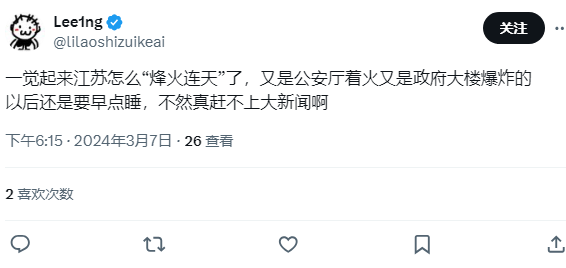 Lee1ng
@lilaoshizuikeai
关注
一觉起来江苏怎么“烽火连天”了，又是公安厅着火又是政府大楼爆炸的
以后还是要早点睡，不然真赶不上大新闻啊
下午6:15 · 2024年3月7日 · 26 查看
2 喜欢次数